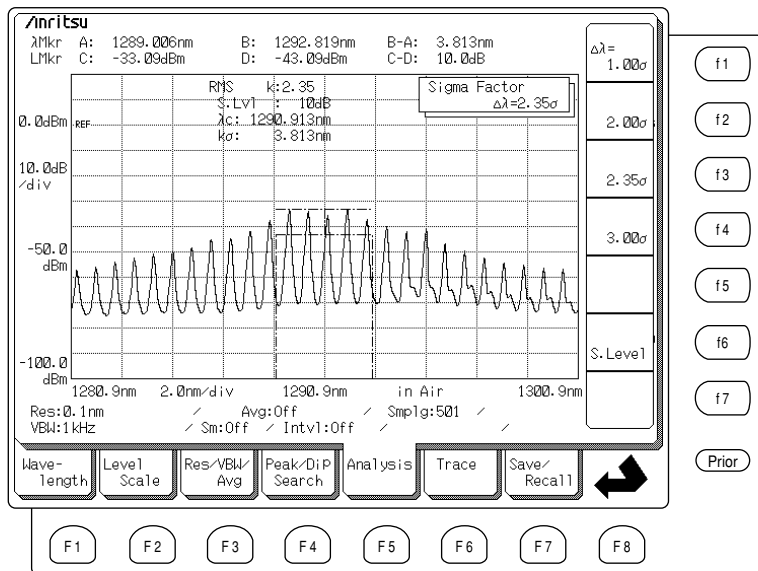 Anritsu
λMkr A: 1289.006nm B: 1292.819nm B-A: 3.813nm
LMkr C: -33.09dBm D: -43.09dBm C-D: 10.0dB
RMS k:2.35
S.Lvl : 10dB
λc: 1290.913nm
kσ: 3.813nm
Sigma Factor
Δλ=2.35σ
0.0dBm
REF
10.0dB
/div
-50.0
dBm
-100.0
dBm
1280.9nm 2.0nm/div 1290.9nm in Air 1300.9nm
Res:0.1nm / Avg:Off / Smplg:501 /
VBW:1kHz / Sm:Off / Intvl:Off / /
Δλ=
1.00σ
2.00σ
2.35σ
3.00σ
S.Level
f1
f2
f3
f4
f5
f6
f7
Prior
Wave-
length
Level
Scale
Res/VBW/
Avg
Peak/Dip
Search
Analysis
Trace
Save/
Recall
F1
F2
F3
F4
F5
F6
F7
F8